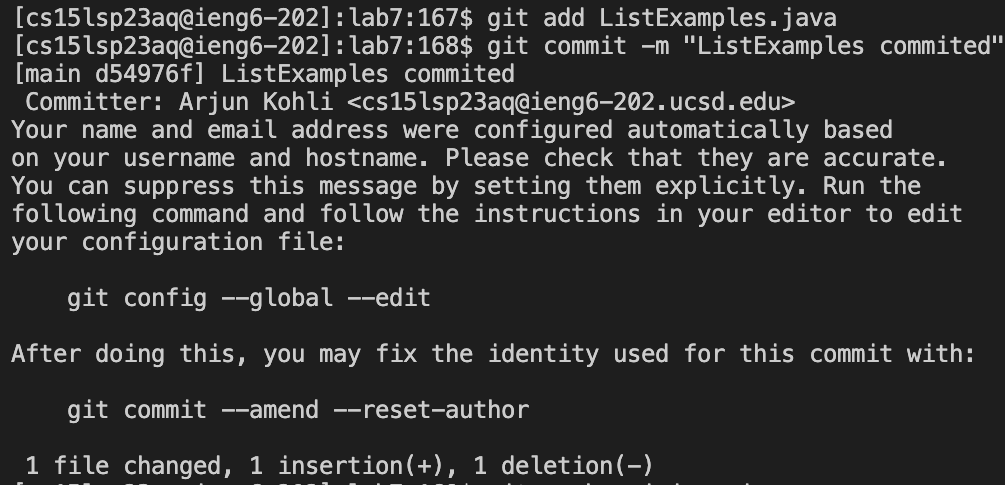 [cs15lsp23aq@ieng6-202]:lab7:167$ git add ListExamples.java
[cs15lsp23aq@ieng6-202]:lab7:168$ git commit -m "ListExamples commited"
[main d54976f] ListExamples commited
Committer: Arjun Kohli <cs15lsp23aq@ieng6-202.ucsd.edu>
Your name and email address were configured automatically based
on your username and hostname. Please check that they are accurate.
You can suppress this message by setting them explicitly. Run the
following command and follow the instructions in your editor to edit
your configuration file:
git config --global --edit
After doing this, you may fix the identity used for this commit with:
git commit --amend --reset-author
1 file changed, 1 insertion(+), 1 deletion(-)